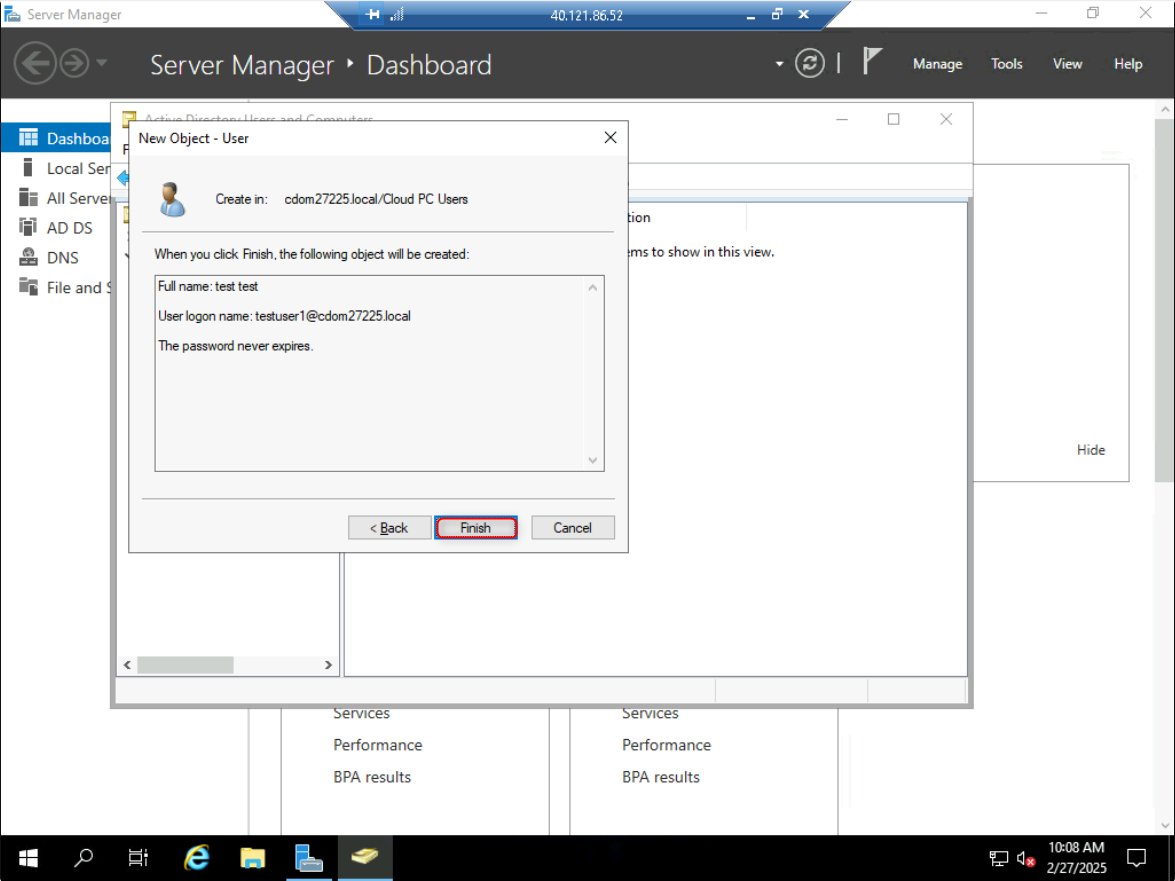 Server Manager
40.121.86.52
Server Manager ‣ Dashboard
Manage Tools View Help
Active Directory Users and Computers
New Object - User
Dashboa
Local Ser
All Server
AD DS
DNS
File and S
F
Create in: cdom27225.local/Cloud PC Users
tion
ems to show in this view.
When you click Finish, the following object will be created:
Full name: test test
User logon name: testuser1@cdom27225.local
The password never expires.
Hide
< Back Finish Cancel
Services Services
Performance Performance
BPA results BPA results
10:08 AM
2/27/2025